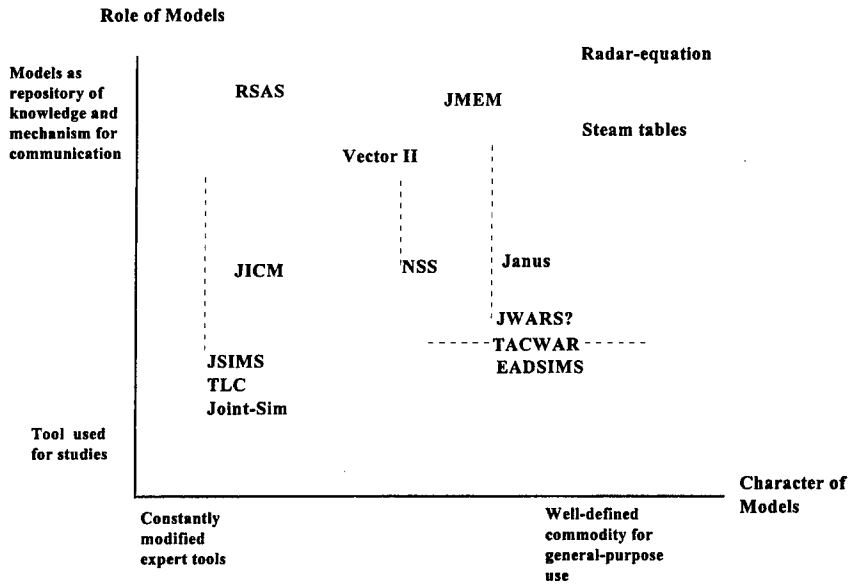 Role of Models
Models as
repository of
knowledge and
mechanism for
communication
RSAS
JMEM
Radar-equation
Steam tables
Vector II
JICM
NSS
Janus
JWARS?
TACWAR
EADSIMS
JSIMS
TLC
Joint-Sim
Tool used
for studies
Character of
Models
Constantly
modified
expert tools
Well-defined
commodity for
general-purpose
use